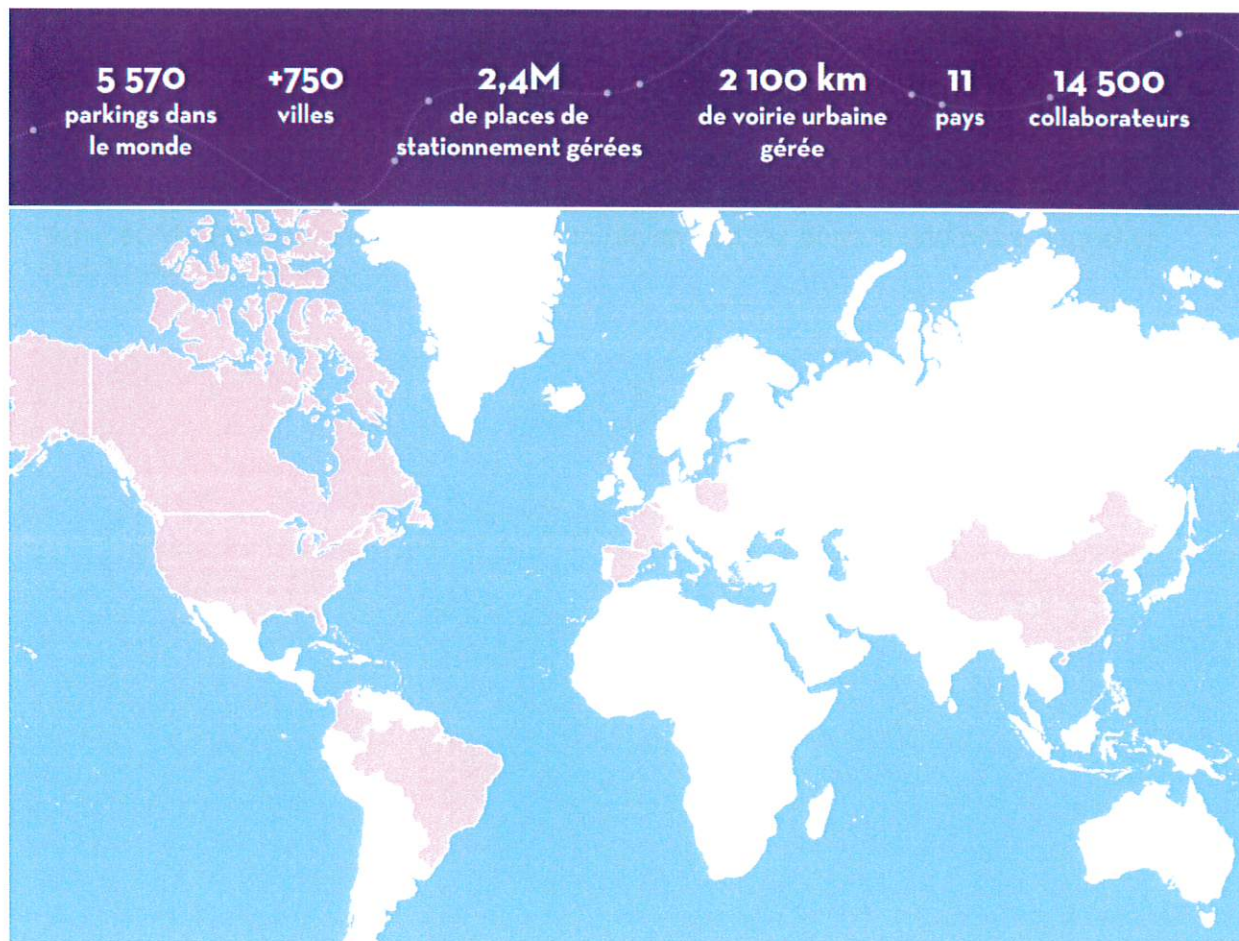 5 570
parkings dans
le monde
+750
villes
2,4M
de places de
stationnement gérées
2 100 km
de voirie urbaine
gérée
11
pays
14 500
collaborateurs